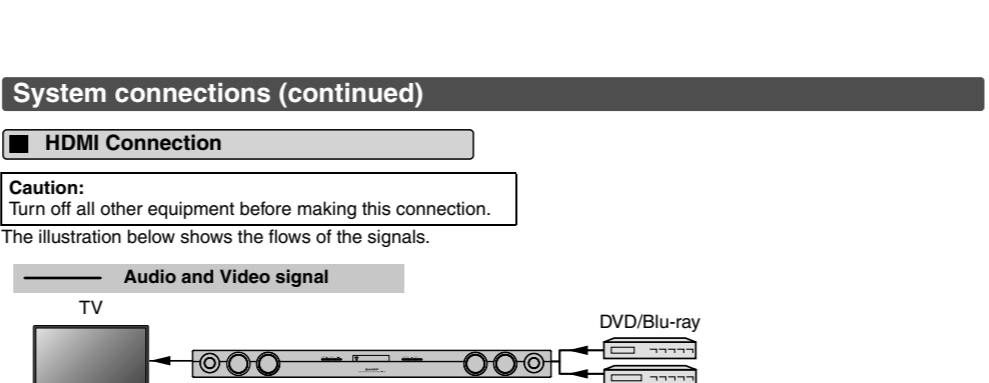 System connections (continued)
HDMI Connection
Caution:
Turn off all other equipment before making this connection.
The illustration below shows the flows of the signals.
Audio and Video signal
TV
DVD/Blu-ray